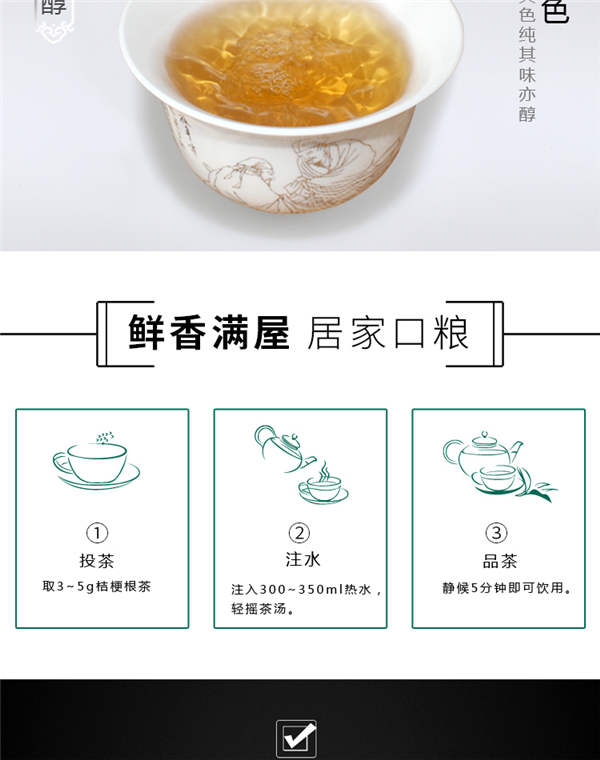 醇
色
色纯其味亦醇
鲜香满屋 居家口粮
①
投茶
取3~5g桔梗根茶
②
注水
注入300~350ml热水，
轻摇茶汤。
③
品茶
静候5分钟即可饮用。